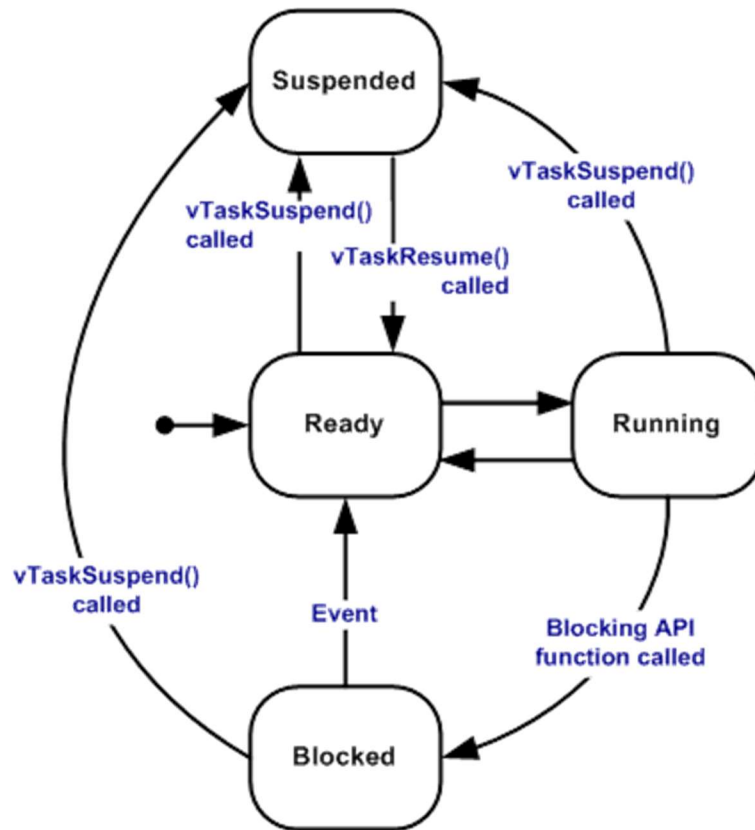 Suspended
vTaskSuspend()
called
vTaskSuspend()
called
vTaskResume()
called
Ready
Running
vTaskSuspend()
called
Event
Blocking API
function called
Blocked